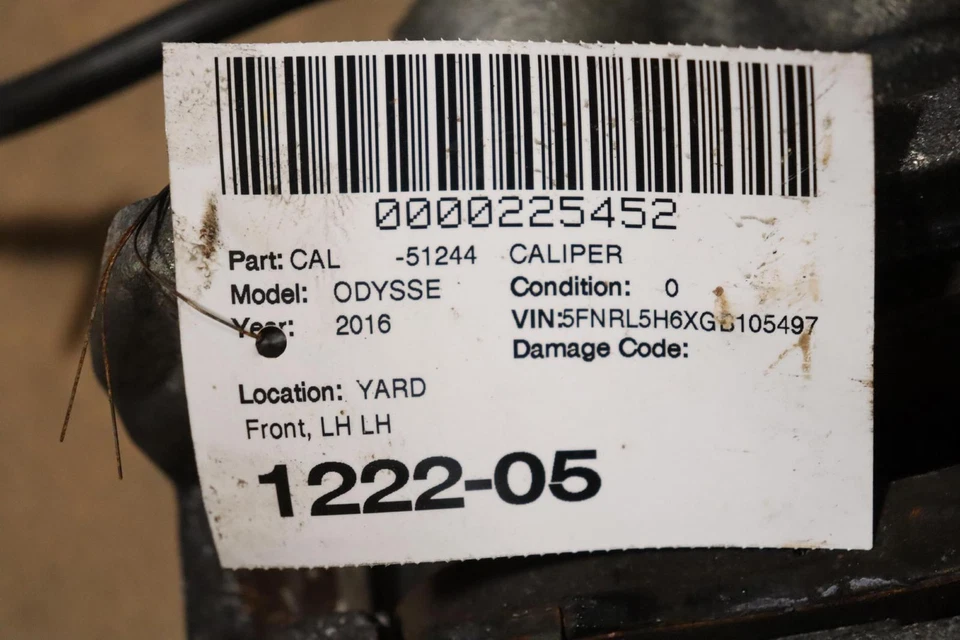 0000225452
Part: CAL -51244 CALIPER
Model: ODYSSE Condition: 0
Year: 2016 VIN:5FNRL5H6XGB105497
Damage Code:
Location: YARD
Front, LH LH
1222-05